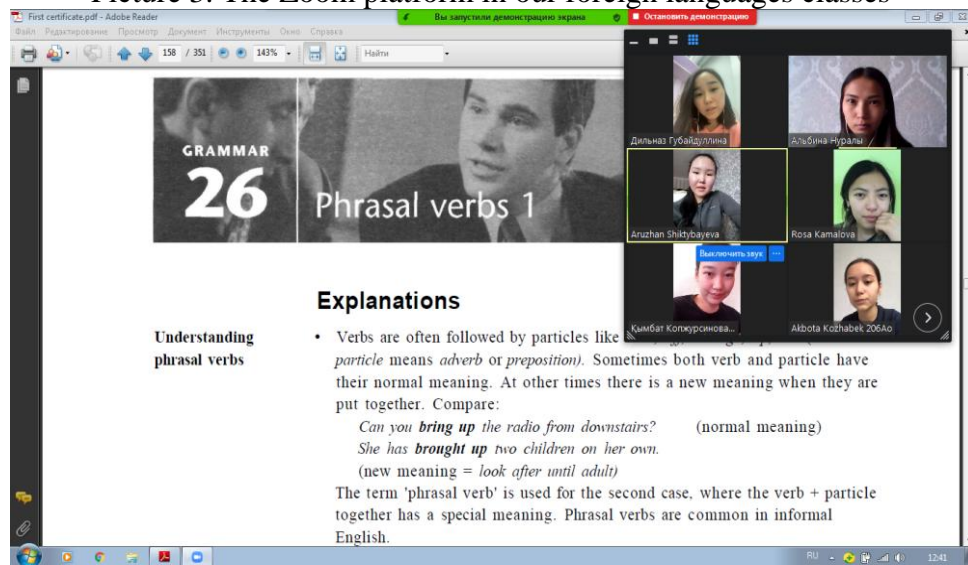 Picture 3. The Zoom platform in our foreign languages classes
First certificate.pdf - Adobe Reader
Вы запустили демонстрацию экрана
Остановить демонстрацию
Файл Редактирование Просмотр Документ Инструменты Окно Справка
158 / 351 143% Найти
GRAMMAR
26
Phrasal verbs 1
Дильназ Губайдуллина
Альбина Нуралы
Aruzhan Shiktybayeva
Rosa Kamalova
Выключить звук ...
Қымбат Копжурсинова...
Akbota Kozhabek 206Ао
Explanations
Understanding
phrasal verbs
• Verbs are often followed by particles like
particle means adverb or preposition). Sometimes both verb and particle have
their normal meaning. At other times there is a new meaning when they are
put together. Compare:
Can you bring up the radio from downstairs? (normal meaning)
She has brought up two children on her own.
(new meaning = look after until adult)
The term 'phrasal verb' is used for the second case, where the verb + particle
together has a special meaning. Phrasal verbs are common in informal
English.
RU 12:41